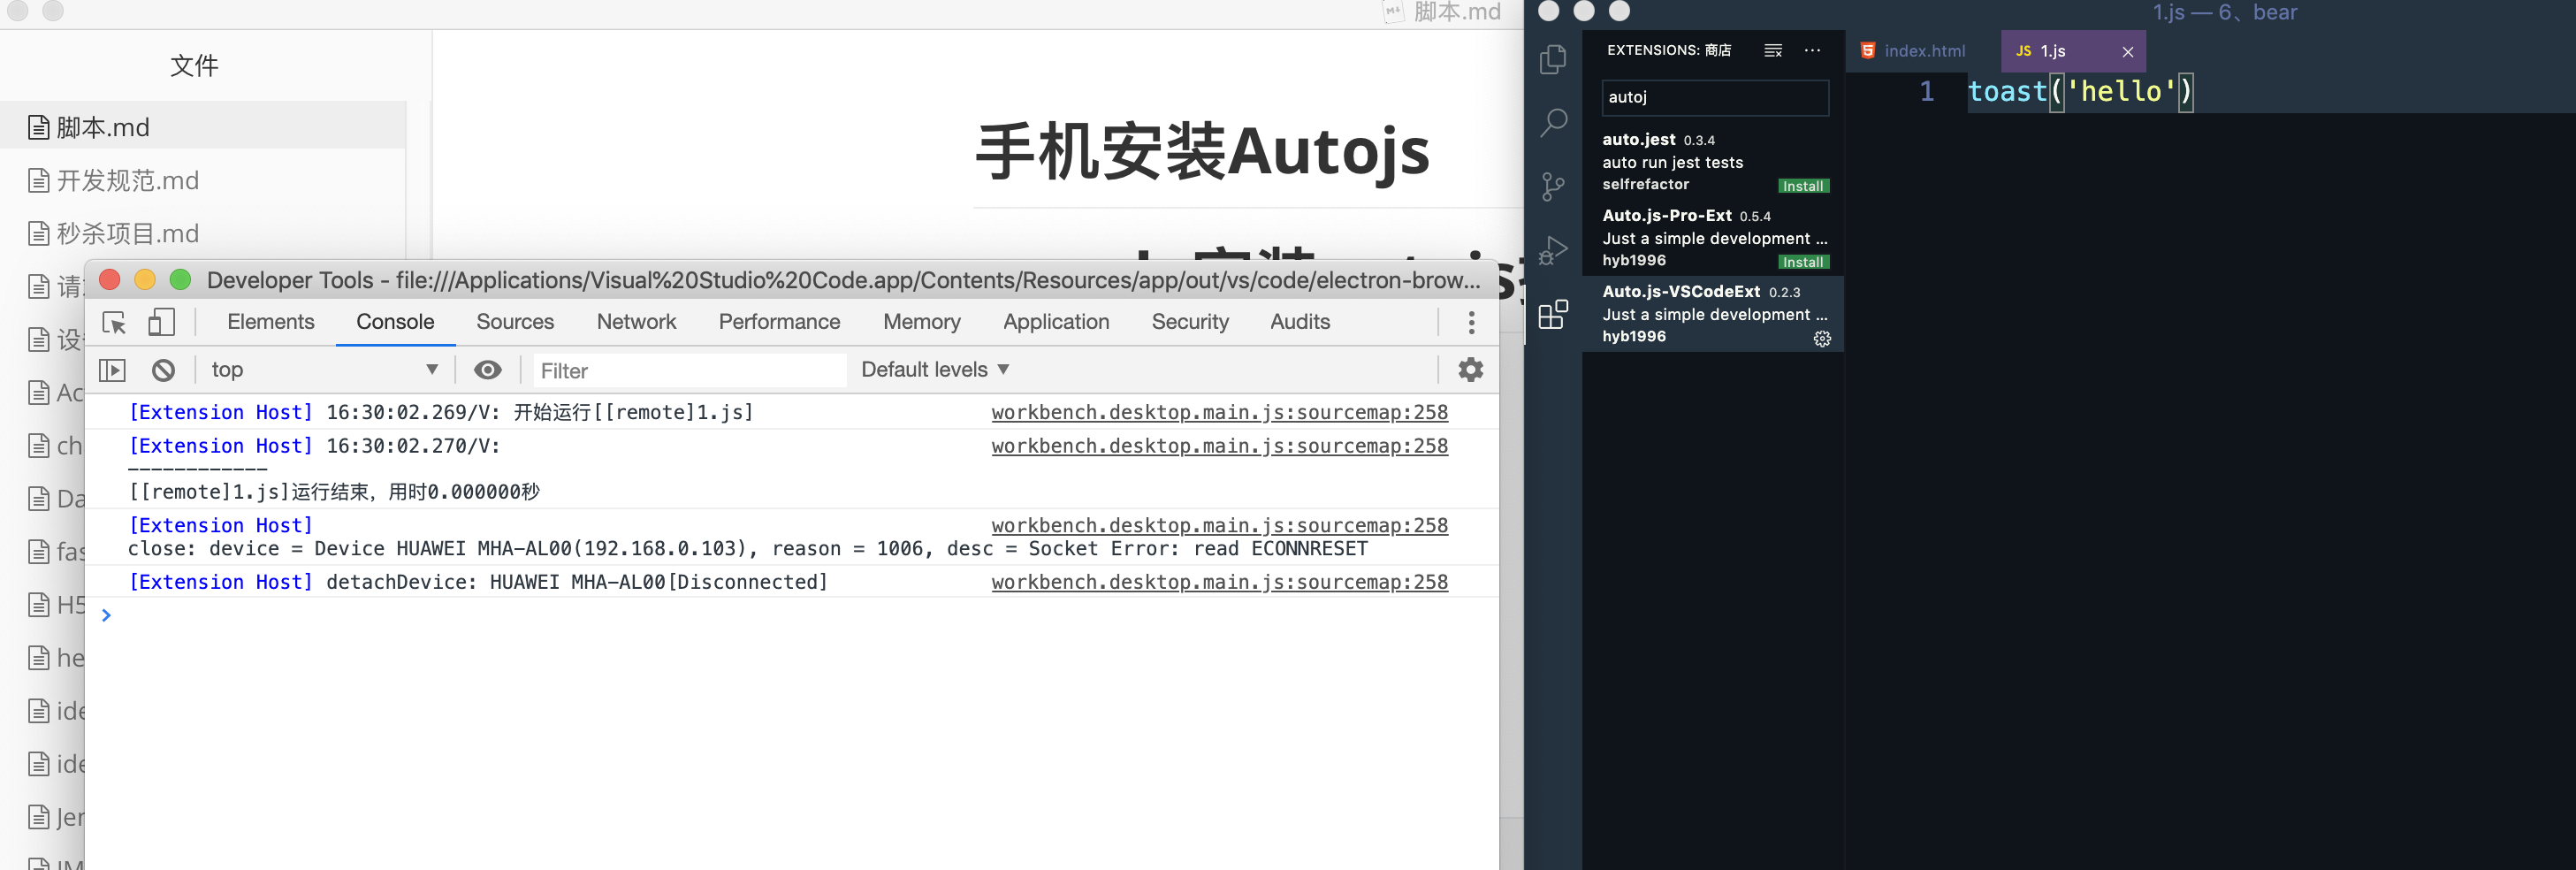 脚本.md
文件
脚本.md
开发规范.md
秒杀项目.md
请
设
Ac
ch
Da
fas
H5
he
ide
ide
Jer
手机安装Autojs
安装
Developer Tools - file:///Applications/Visual%20Studio%20Code.app/Contents/Resources/app/out/vs/code/electron-brow...
Elements Console Sources Network Performance Memory Application Security Audits
top Filter Default levels
[Extension Host] 16:30:02.269/V: 开始运行[[remote]1.js] workbench.desktop.main.js:sourcemap:258
[Extension Host] 16:30:02.270/V: workbench.desktop.main.js:sourcemap:258
------------
[[remote]1.js]运行结束，用时0.000000秒
[Extension Host] workbench.desktop.main.js:sourcemap:258
close: device = Device HUAWEI MHA-AL00(192.168.0.103), reason = 1006, desc = Socket Error: read ECONNRESET
[Extension Host] detachDevice: HUAWEI MHA-AL00[Disconnected] workbench.desktop.main.js:sourcemap:258
1.js — 6、bear
EXTENSIONS: 商店
autoj
auto.jest 0.3.4
auto run jest tests
selfrefactor Install
Auto.js-Pro-Ext 0.5.4
Just a simple development ...
hyb1996 Install
Auto.js-VSCodeExt 0.2.3
Just a simple development ...
hyb1996
index.html JS 1.js
1 toast('hello')